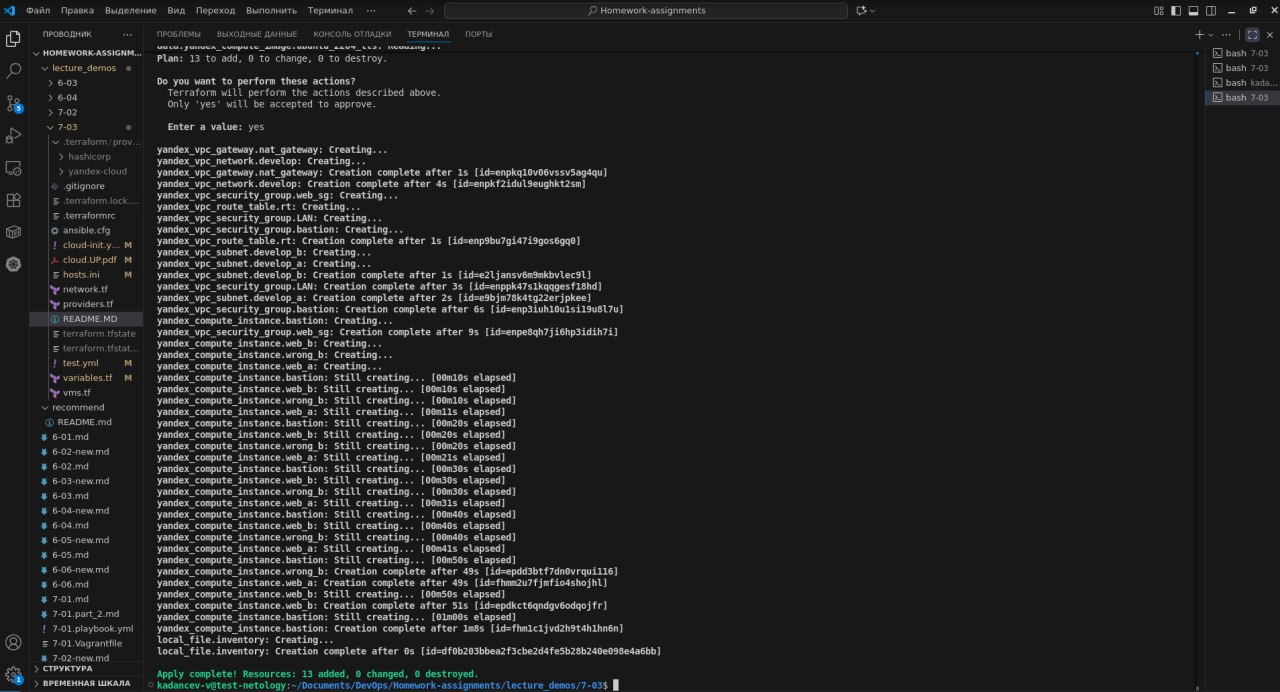 Файл Правка Выделение Вид Переход Выполнить Терминал ··· Homework-assignments
ПРОВОДНИК ···
HOMEWORK-ASSIGNM...
lecture_demos
6-03
6-04
7-02
7-03
.terraform/prov...
hashicorp
yandex-cloud
.gitignore
.terraform.lock....
.terraformrc
ansible.cfg
cloud-init.y... M
cloud.UP.pdf M
hosts.ini M
network.tf
providers.tf
README.MD
terraform.tfstate
terraform.tfstat...
test.yml M
variables.tf M
vms.tf
recommend
README.md
6-01.md
6-02-new.md
6-02.md
6-03-new.md
6-03.md
6-04-new.md
6-04.md
6-05-new.md
6-05.md
6-06-new.md
6-06.md
7-01.md
7-01.part_2.md
7-01.playbook.yml
7-01.Vagrantfile
7-02-new.md
СТРУКТУРА
ВРЕМЕННАЯ ШКАЛА
5
1
ПРОБЛЕМЫ ВЫХОДНЫЕ ДАННЫЕ КОНСОЛЬ ОТЛАДКИ ТЕРМИНАЛ ПОРТЫ
data.yandex_compute_image.ubuntu_2204_lts: Reading...
Plan: 13 to add, 0 to change, 0 to destroy.
Do you want to perform these actions?
Terraform will perform the actions described above.
Only 'yes' will be accepted to approve.
Enter a value: yes
yandex_vpc_gateway.nat_gateway: Creating...
yandex_vpc_network.develop: Creating...
yandex_vpc_gateway.nat_gateway: Creation complete after 1s [id=enpkq10v06vssv5ag4qu]
yandex_vpc_network.develop: Creation complete after 4s [id=enpkf2idul9eughkt2sm]
yandex_vpc_security_group.web_sg: Creating...
yandex_vpc_route_table.rt: Creating...
yandex_vpc_security_group.LAN: Creating...
yandex_vpc_security_group.bastion: Creating...
yandex_vpc_route_table.rt: Creation complete after 1s [id=enp9bu7gi47i9gos6gq0]
yandex_vpc_subnet.develop_b: Creating...
yandex_vpc_subnet.develop_a: Creating...
yandex_vpc_subnet.develop_b: Creation complete after 1s [id=e2ljansv6m9mkbvlec9l]
yandex_vpc_security_group.LAN: Creation complete after 3s [id=enppk47s1kqqgesf18hd]
yandex_vpc_subnet.develop_a: Creation complete after 2s [id=e9bjm78k4tg22erjpkee]
yandex_vpc_security_group.bastion: Creation complete after 6s [id=enp3iuh10u1si19u8l7u]
yandex_compute_instance.bastion: Creating...
yandex_vpc_security_group.web_sg: Creation complete after 9s [id=enpe8qh7ji6hp3idih7i]
yandex_compute_instance.web_b: Creating...
yandex_compute_instance.wrong_b: Creating...
yandex_compute_instance.web_a: Creating...
yandex_compute_instance.bastion: Still creating... [00m10s elapsed]
yandex_compute_instance.web_b: Still creating... [00m10s elapsed]
yandex_compute_instance.wrong_b: Still creating... [00m10s elapsed]
yandex_compute_instance.web_a: Still creating... [00m11s elapsed]
yandex_compute_instance.bastion: Still creating... [00m20s elapsed]
yandex_compute_instance.web_b: Still creating... [00m20s elapsed]
yandex_compute_instance.wrong_b: Still creating... [00m20s elapsed]
yandex_compute_instance.web_a: Still creating... [00m21s elapsed]
yandex_compute_instance.bastion: Still creating... [00m30s elapsed]
yandex_compute_instance.web_b: Still creating... [00m30s elapsed]
yandex_compute_instance.wrong_b: Still creating... [00m30s elapsed]
yandex_compute_instance.web_a: Still creating... [00m31s elapsed]
yandex_compute_instance.bastion: Still creating... [00m40s elapsed]
yandex_compute_instance.web_b: Still creating... [00m40s elapsed]
yandex_compute_instance.wrong_b: Still creating... [00m40s elapsed]
yandex_compute_instance.web_a: Still creating... [00m41s elapsed]
yandex_compute_instance.bastion: Still creating... [00m50s elapsed]
yandex_compute_instance.wrong_b: Creation complete after 49s [id=epdd3btf7dn0vrqui116]
yandex_compute_instance.web_a: Creation complete after 49s [id=fhmm2u7fjmfio4shojhl]
yandex_compute_instance.web_b: Still creating... [00m50s elapsed]
yandex_compute_instance.web_b: Creation complete after 51s [id=epdkct6qndgv6odqojfr]
yandex_compute_instance.bastion: Still creating... [01m00s elapsed]
yandex_compute_instance.bastion: Creation complete after 1m8s [id=fhm1c1jvd2h9t4h1hn6n]
local_file.inventory: Creating...
local_file.inventory: Creation complete after 0s [id=df0b203bbea2f3cbe2d4fe5b28b240e098e4a6bb]
Apply complete! Resources: 13 added, 0 changed, 0 destroyed.
kadancev-v@test-netology:~/Documents/DevOps/Homework-assignments/lecture_demos/7-03$
bash 7-03
bash 7-03
bash kada...
bash 7-03